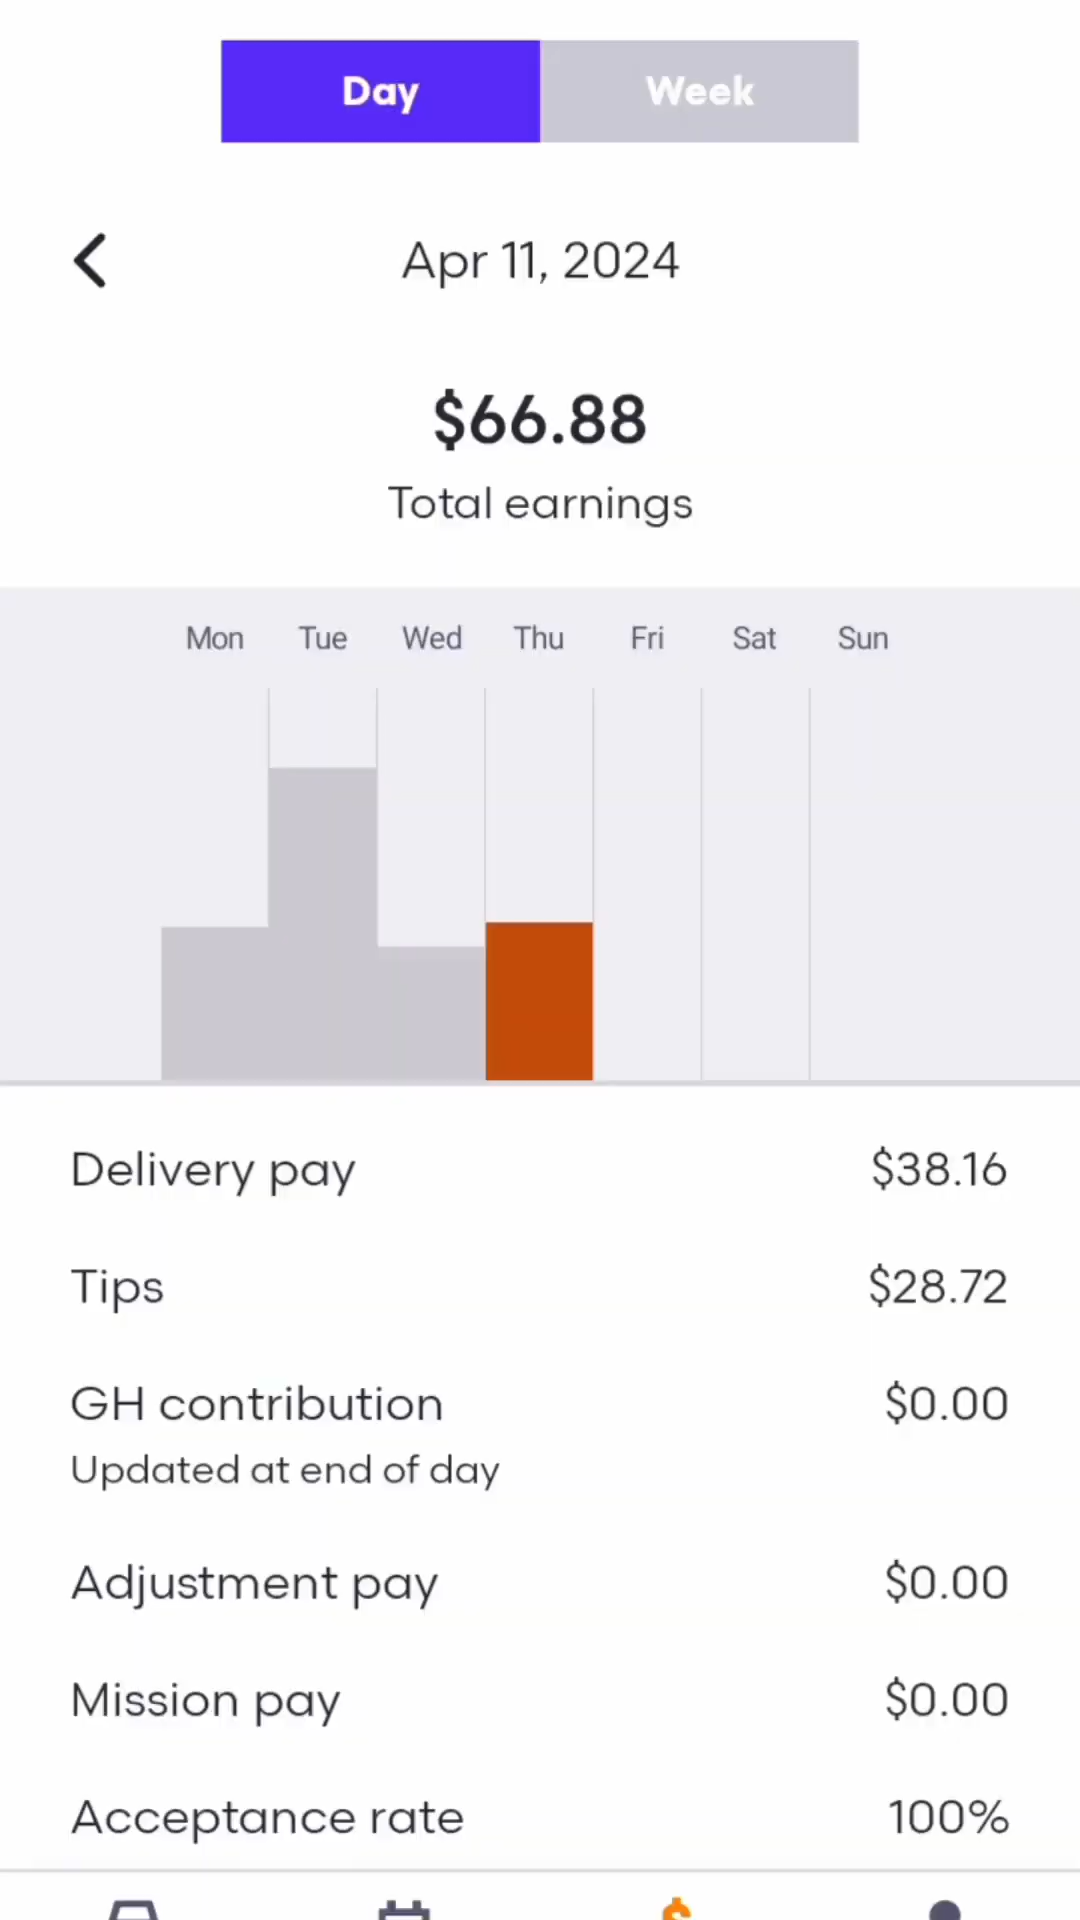 Day Week
Apr 11, 2024
$66.88
Total earnings
Mon Tue Wed Thu Fri Sat Sun
Delivery pay $38.16
Tips $28.72
GH contribution $0.00
Updated at end of day
Adjustment pay $0.00
Mission pay $0.00
Acceptance rate 100%